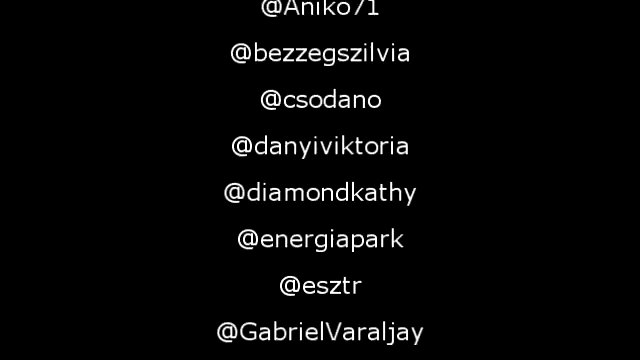 @Aniko71
@bezzegszilvia
@csodano
@danyiviktoria
@diamondkathy
@energiapark
@esztr
@GabrielVaraljay